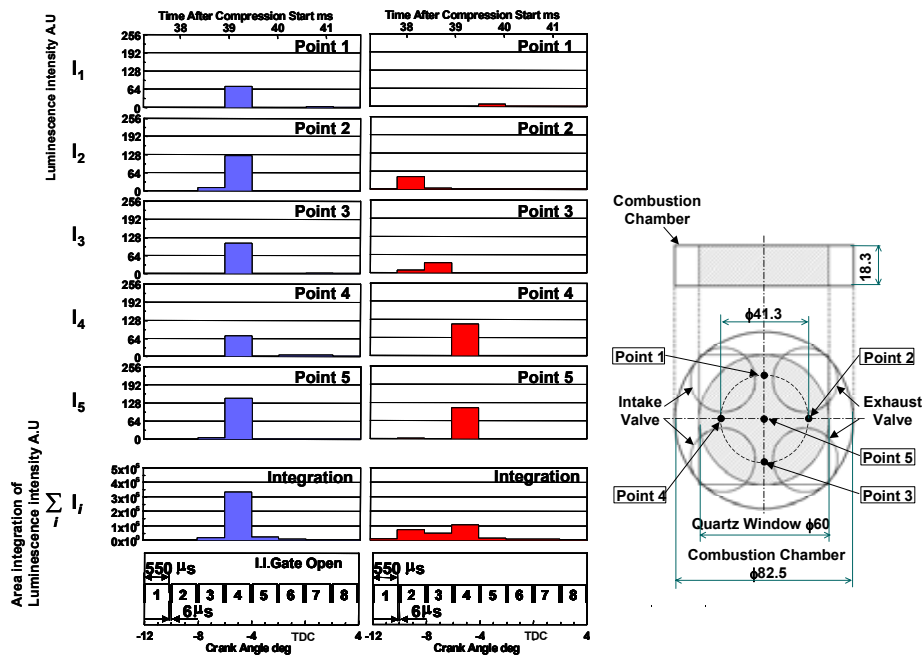 Time After Compression Start ms
38 39 40 41
Luminescence Intensity A.U
I1
256
192
128
64
0
Point 1
I2
256
192
128
64
0
Point 2
I3
256
192
128
64
0
Point 3
I4
256
192
128
64
0
Point 4
I5
256
192
128
64
0
Point 5
Area Integration of
Luminescence Intensity A.U
∑ Ii
i
5x10⁶
4x10⁶
3x10⁶
2x10⁶
1x10⁶
0x10⁰
Integration
550 μs
I.I.Gate Open
1 2 3 4 5 6 7 8
6μs
-12 -8 -4 TDC 4
Crank Angle deg
Time After Compression Start ms
38 39 40 41
Point 1
Point 2
Point 3
Point 4
Point 5
Integration
550 μs
1 2 3 4 5 6 7 8
6μs
-12 -8 -4 TDC 4
Crank Angle deg
Combustion
Chamber
18.3
ϕ41.3
Point 1
Point 2
Intake
Valve
Exhaust
Valve
Point 5
Point 4
Point 3
Quartz Window ϕ60
Combustion Chamber
ϕ82.5